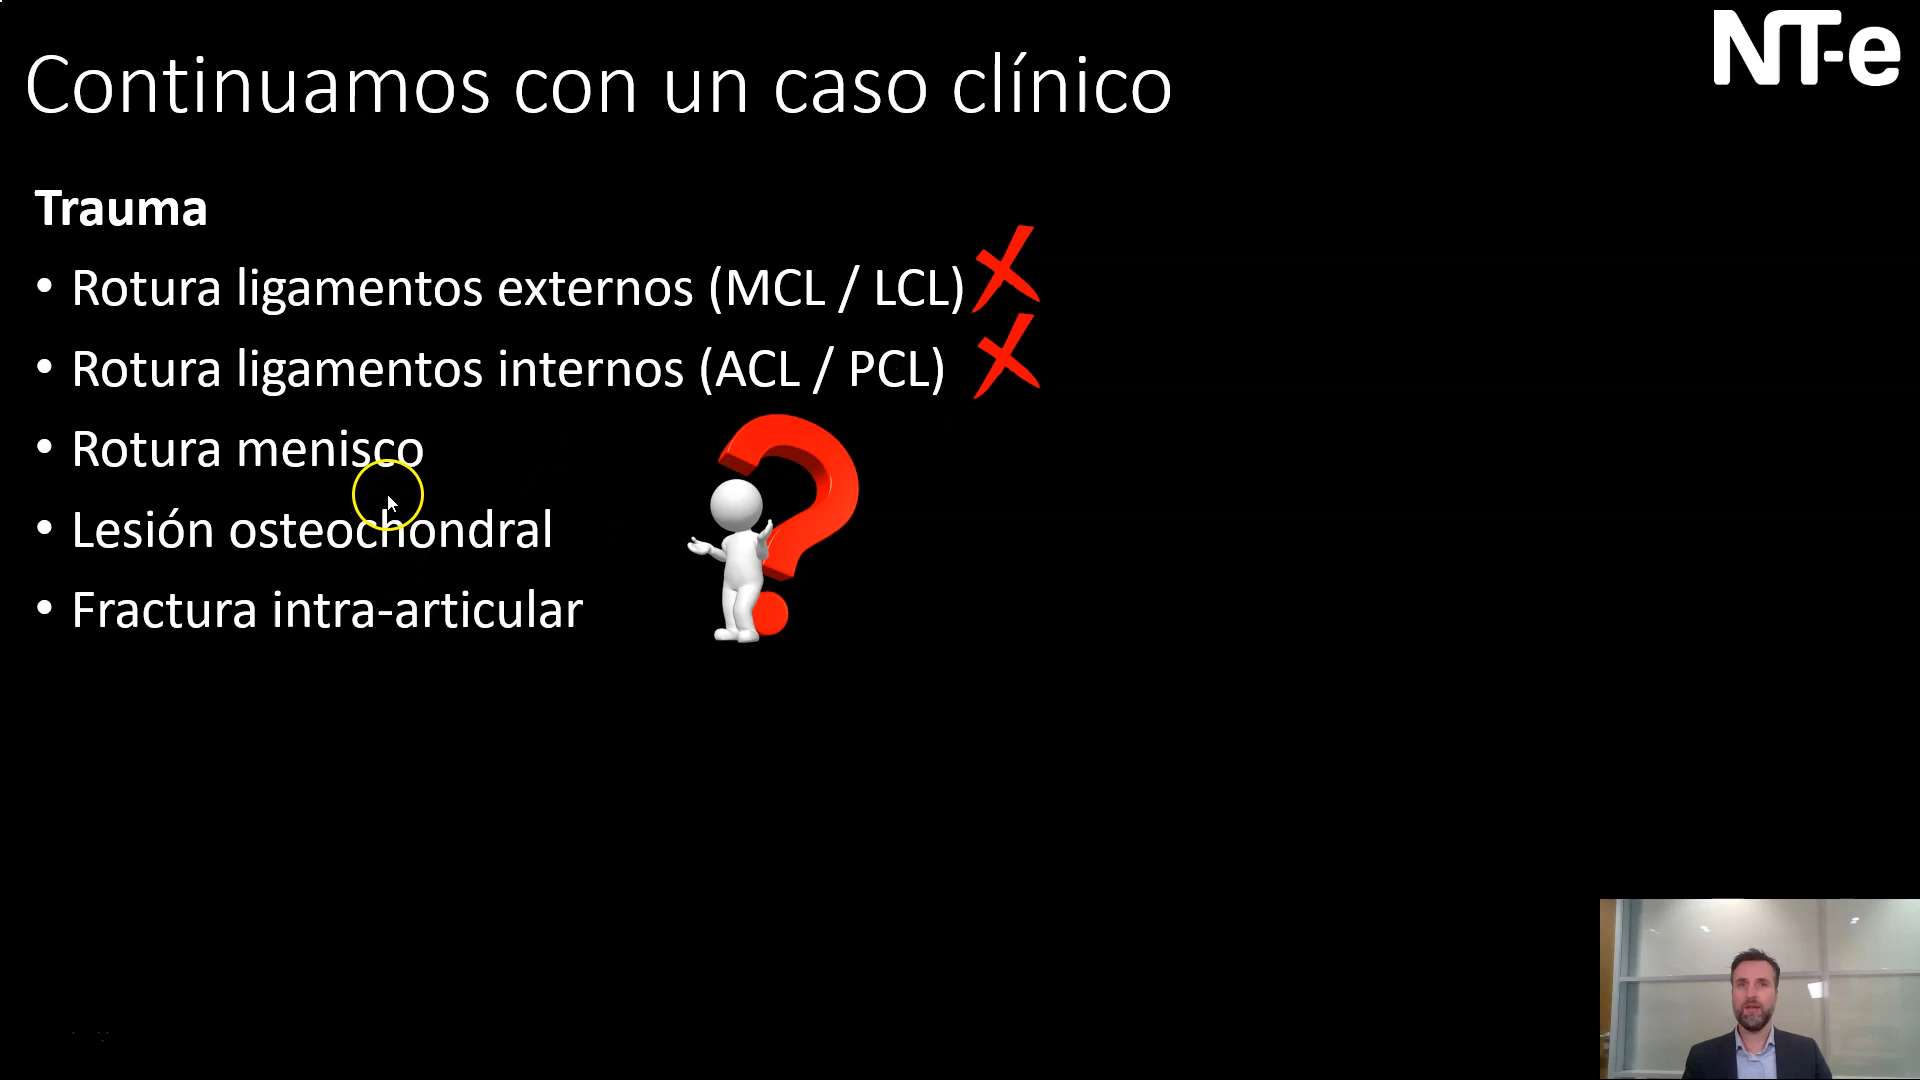 NT-e
Continuamos con un caso clínico
Trauma
• Rotura ligamentos externos (MCL / LCL)
• Rotura ligamentos internos (ACL / PCL)
• Rotura menisco
• Lesión osteochondral
• Fractura intra-articular